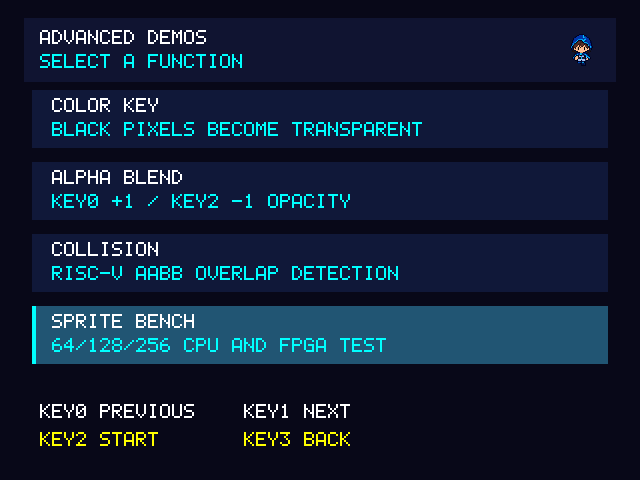 ADVANCED DEMOS
SELECT A FUNCTION
COLOR KEY
BLACK PIXELS BECOME TRANSPARENT
ALPHA BLEND
KEY0 +1 / KEY2 -1 OPACITY
COLLISION
RISC-V AABB OVERLAP DETECTION
SPRITE BENCH
64/128/256 CPU AND FPGA TEST
KEY0 PREVIOUS KEY1 NEXT
KEY2 START KEY3 BACK